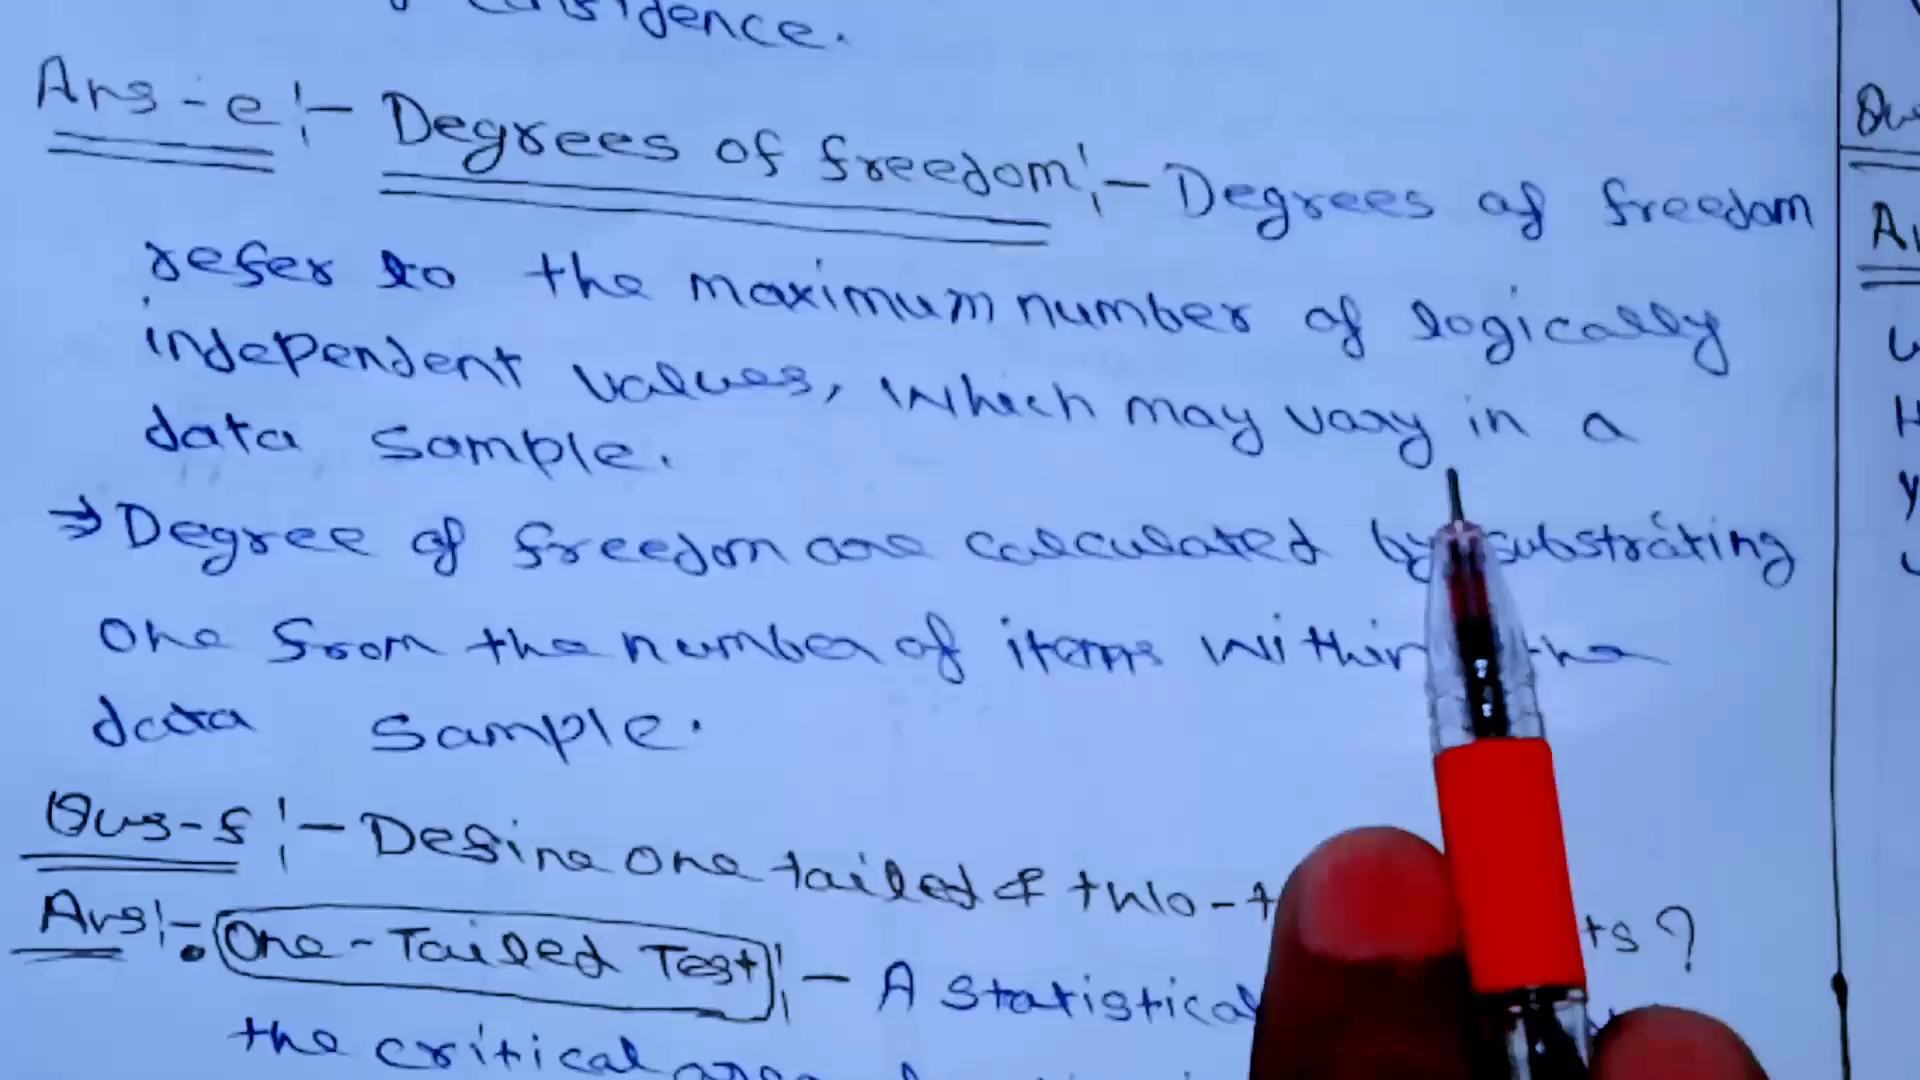 Ans-e:- Degrees of freedom:- Degrees of freedom
refer to the maximum number of logically
independent values, which may vary in a
data sample.
⇒ Degree of freedom are calculated by substrating
one from the number of items within the
data sample.
Qus-f:- Define one tailed & two-t
Ans:- • One-Tailed Test:- A statistical
the critical area